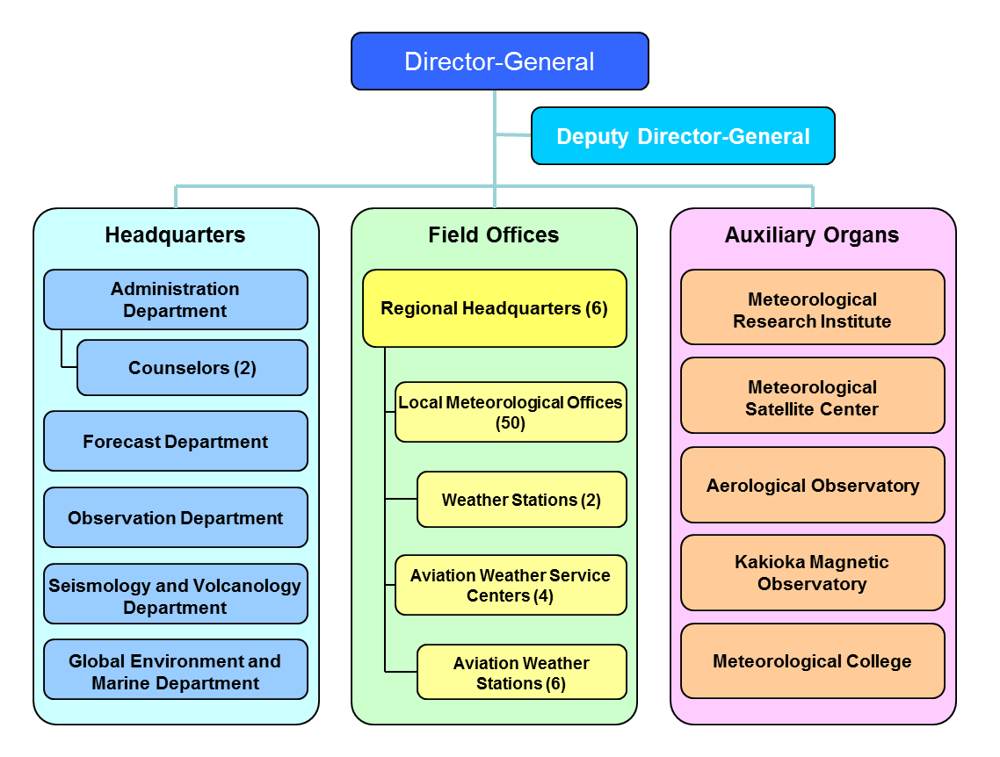 Director-General
Deputy Director-General
Headquarters
Administration
Department
Counselors (2)
Forecast Department
Observation Department
Seismology and Volcanology
Department
Global Environment and
Marine Department
Field Offices
Regional Headquarters (6)
Local Meteorological Offices
(50)
Weather Stations (2)
Aviation Weather Service
Centers (4)
Aviation Weather
Stations (6)
Auxiliary Organs
Meteorological
Research Institute
Meteorological
Satellite Center
Aerological Observatory
Kakioka Magnetic
Observatory
Meteorological College